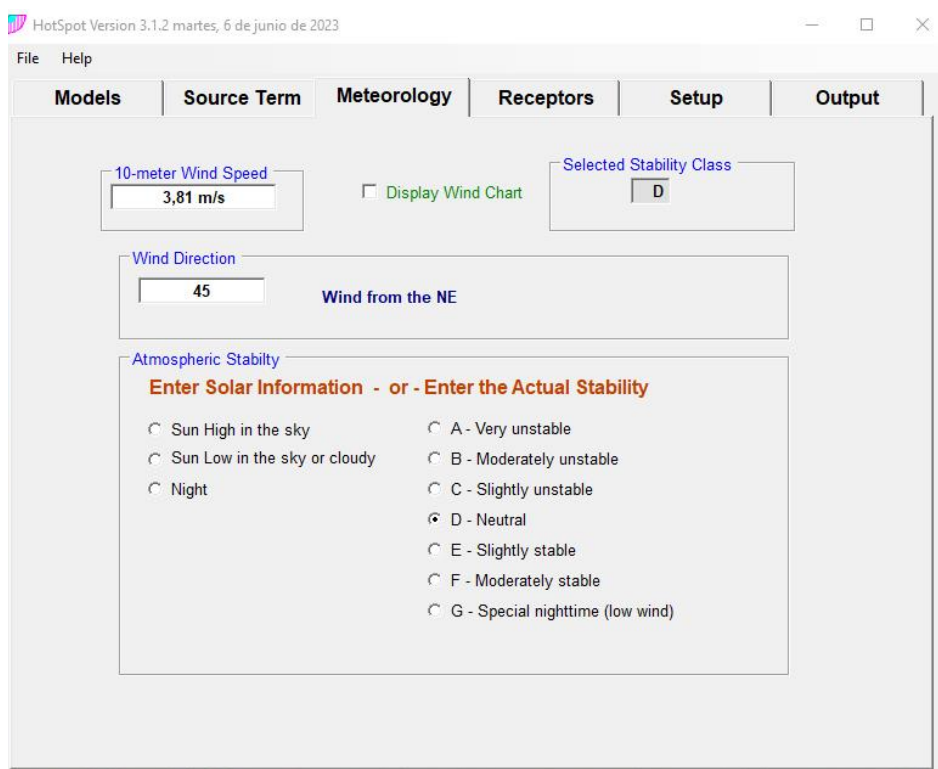 HotSpot Version 3.1.2 martes, 6 de junio de 2023
File Help
Models Source Term Meteorology Receptors Setup Output
10-meter Wind Speed
3,81 m/s
Display Wind Chart
Selected Stability Class
D
Wind Direction
45
Wind from the NE
Atmospheric Stabilty
Enter Solar Information - or - Enter the Actual Stability
Sun High in the sky
Sun Low in the sky or cloudy
Night
A - Very unstable
B - Moderately unstable
C - Slightly unstable
D - Neutral
E - Slightly stable
F - Moderately stable
G - Special nighttime (low wind)